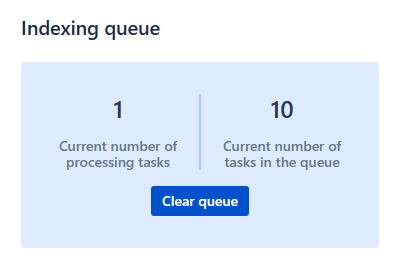 Indexing queue
1
Current number of
processing tasks
10
Current number of
tasks in the queue
Clear queue